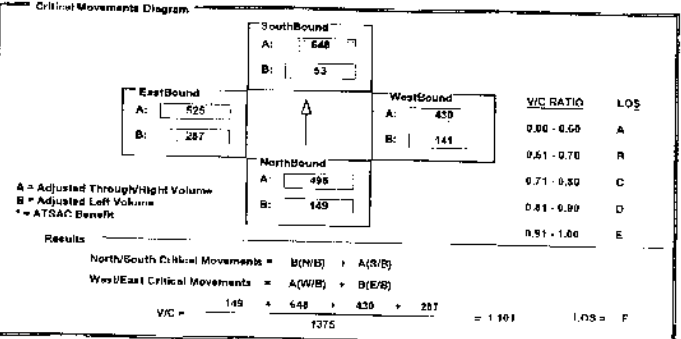 Critical Movements Diagram
SouthBound
A: 648
B: 53
EastBound
A: 525
B: 287
WestBound
A: 430
B: 141
NorthBound
A: 496
B: 149
V/C RATIO LOS
0.00 - 0.60 A
0.61 - 0.70 B
0.71 - 0.80 C
0.81 - 0.90 D
0.91 - 1.00 E
A = Adjusted Through/Right Volume
B = Adjusted Left Volume
* = ATSAC Benefit
Results
North/South Critical Movements = B(N/B) + A(S/B)
West/East Critical Movements = A(W/B) + B(E/B)
V/C = 149 + 648 + 430 + 287 = 1.101 LOS = F
1375